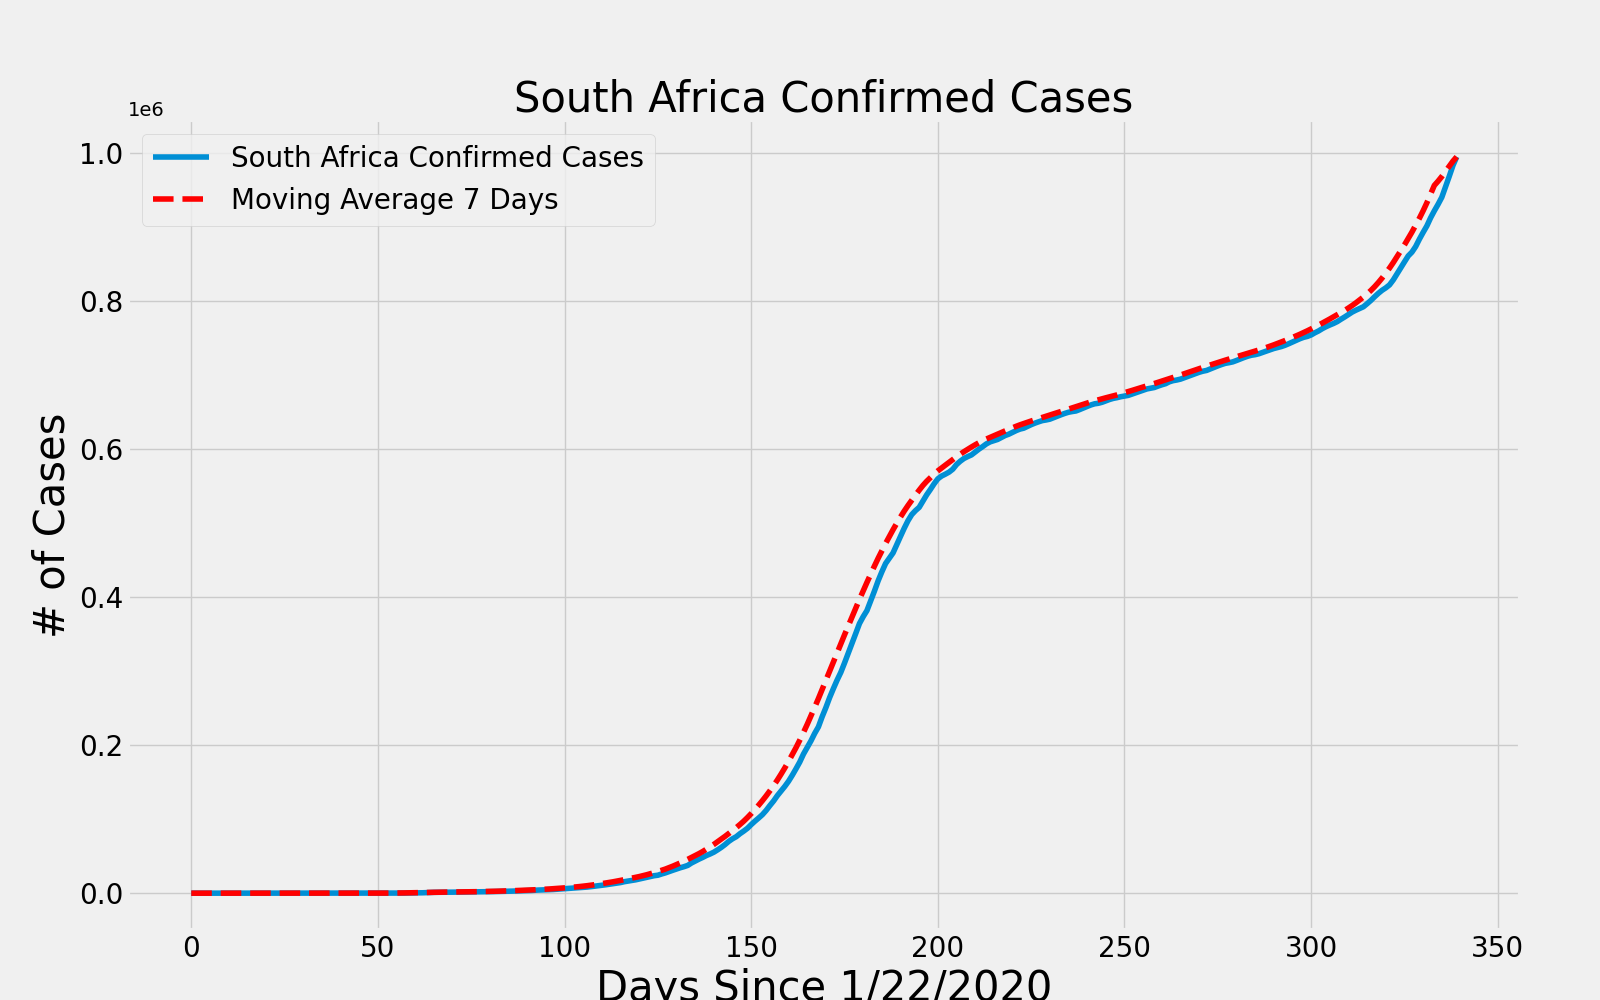 South Africa Confirmed Cases
1e6
South Africa Confirmed Cases
Moving Average 7 Days
1.0
0.8
0.6
0.4
0.2
0.0
# of Cases
0 50 100 150 200 250 300 350
Days Since 1/22/2020